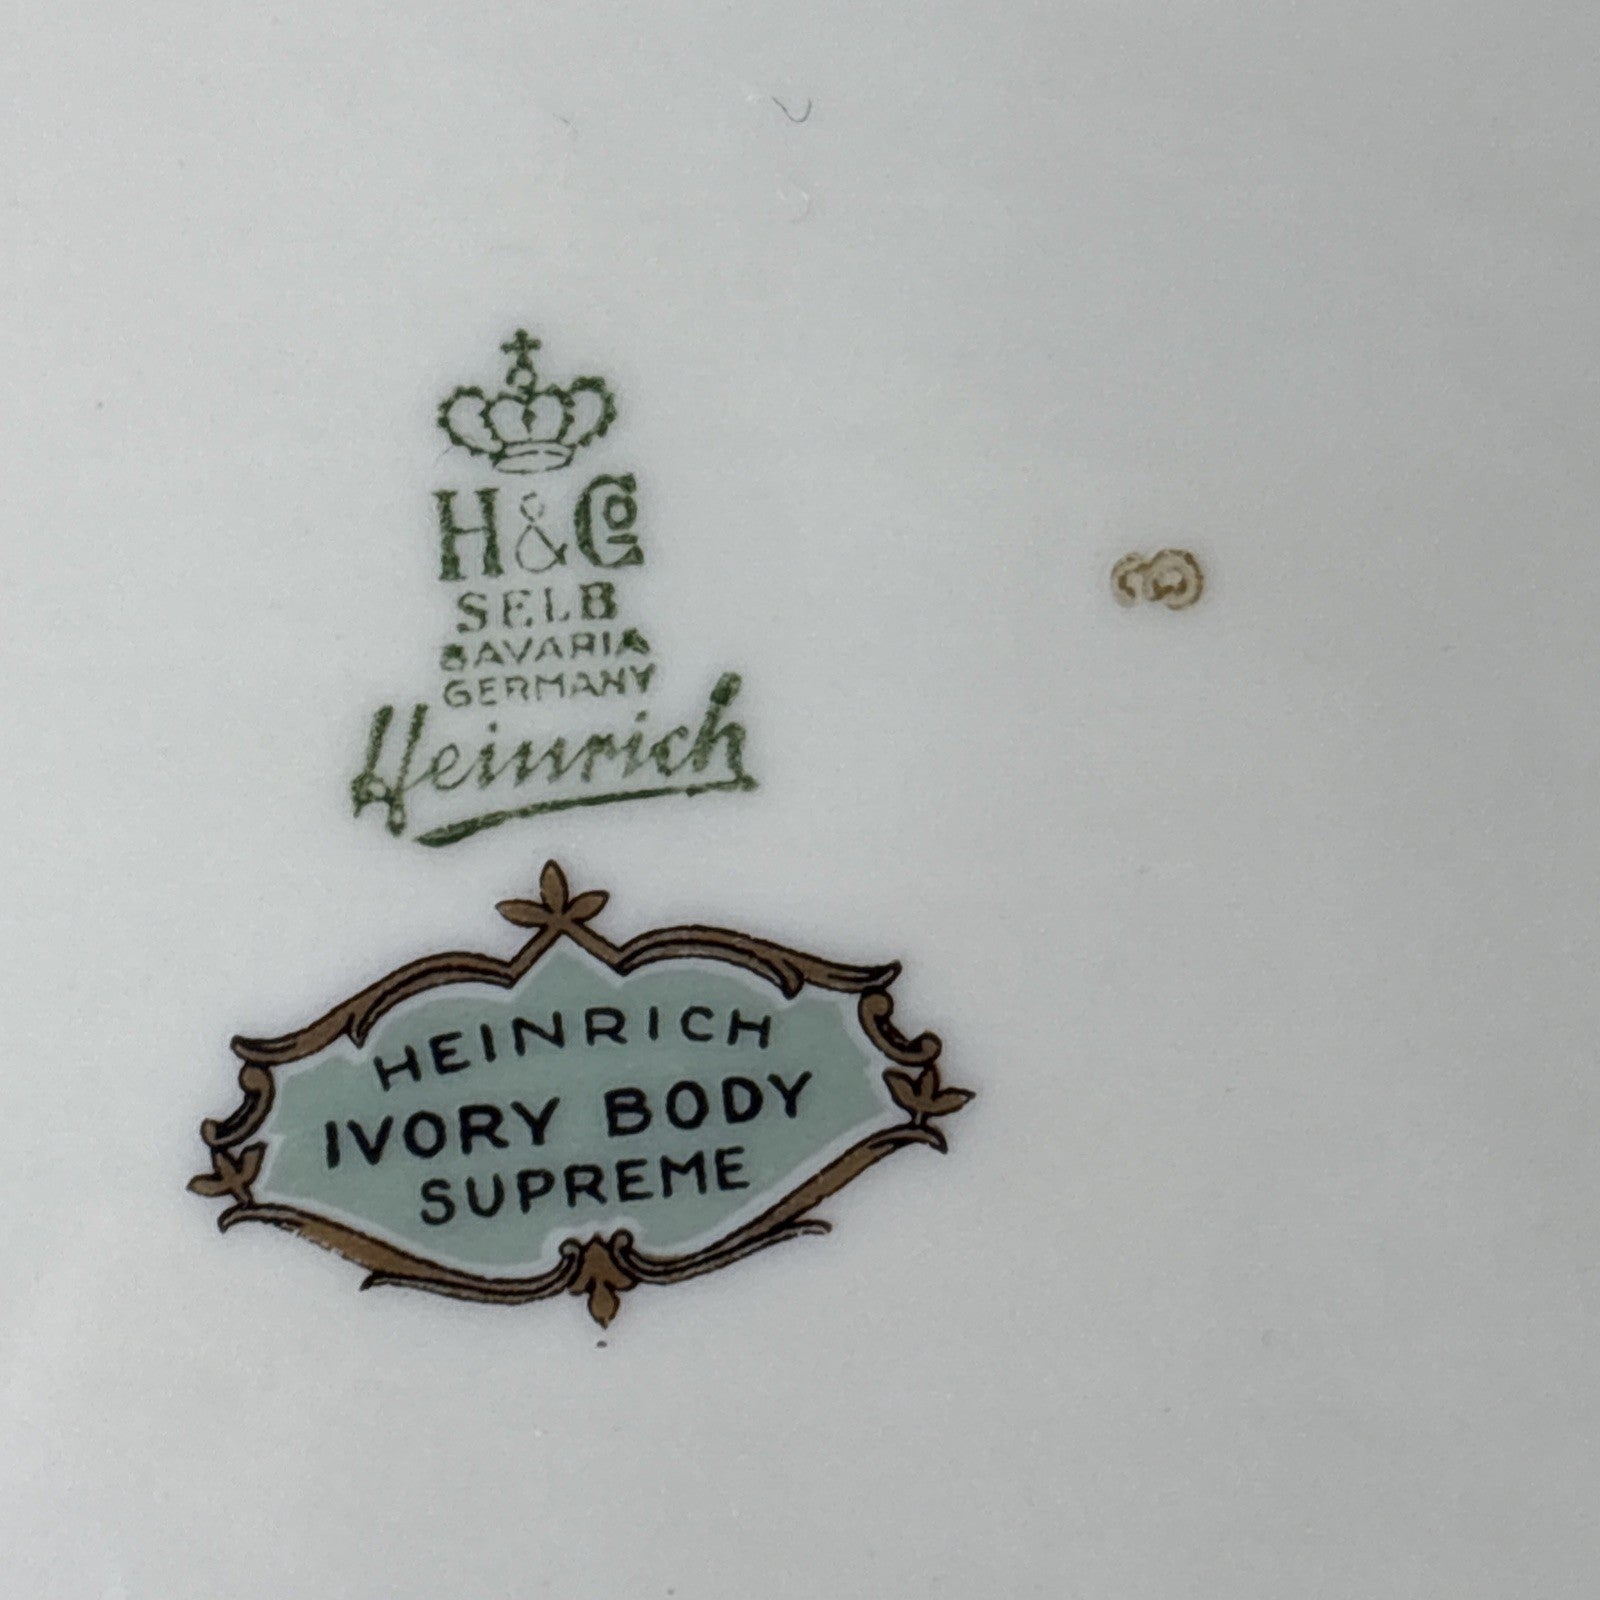 H&Co
SELB
BAVARIA
GERMANY
Heinrich
HEINRICH
IVORY BODY
SUPREME